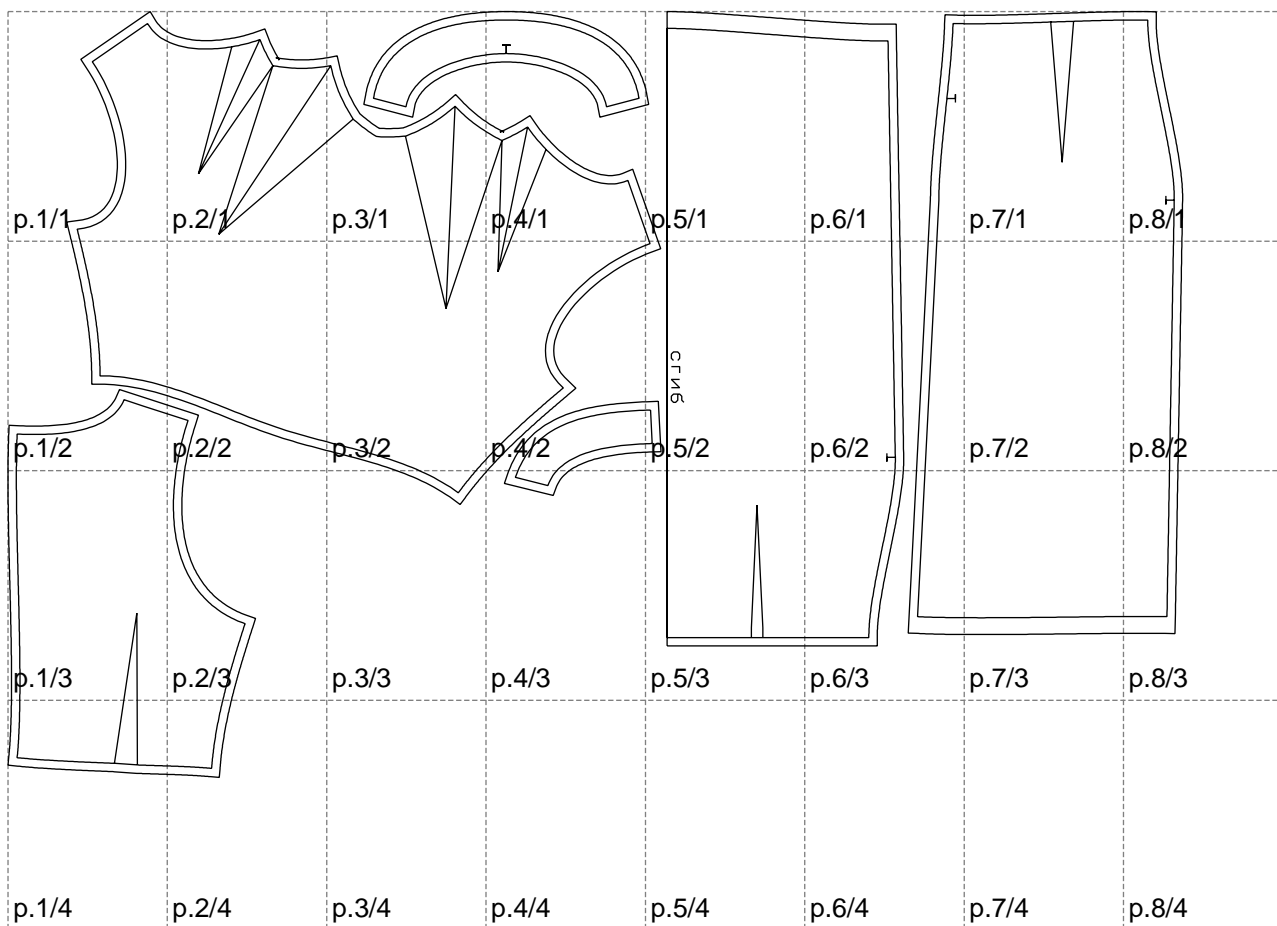 p.1/1 p.2/1 p.3/1 p.4/1 p.5/1 p.6/1 p.7/1 p.8/1
сгиб
p.1/2 p.2/2 p.3/2 p.4/2 p.5/2 p.6/2 p.7/2 p.8/2
p.1/3 p.2/3 p.3/3 p.4/3 p.5/3 p.6/3 p.7/3 p.8/3
p.1/4 p.2/4 p.3/4 p.4/4 p.5/4 p.6/4 p.7/4 p.8/4